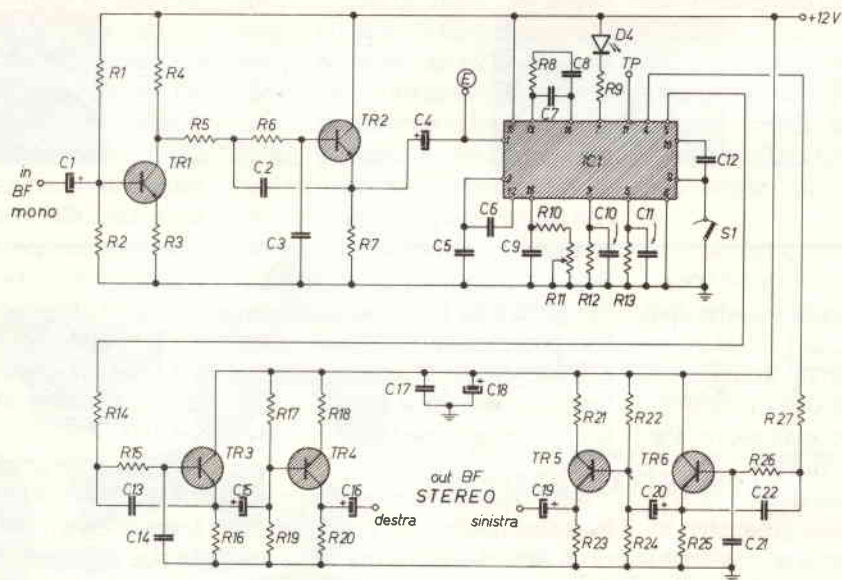 +12V
D4
R1
R4
R8
C8
TP
C7
R9
E
R5
R6
TR2
C4
IC1
C12
in
BF
mono
C1
TR1
C2
C6
R10
C10
C11
S1
R2
R3
C3
R7
C5
C9
R11
R12
R13
R14
R17
R18
C17
C18
R21
R22
R27
R15
TR3
TR4
out BF
STEREO
TR5
TR6
R26
C13
C15
C16
destra
sinistra
C19
C20
C22
C14
R16
R19
R20
R23
R24
R25
C21